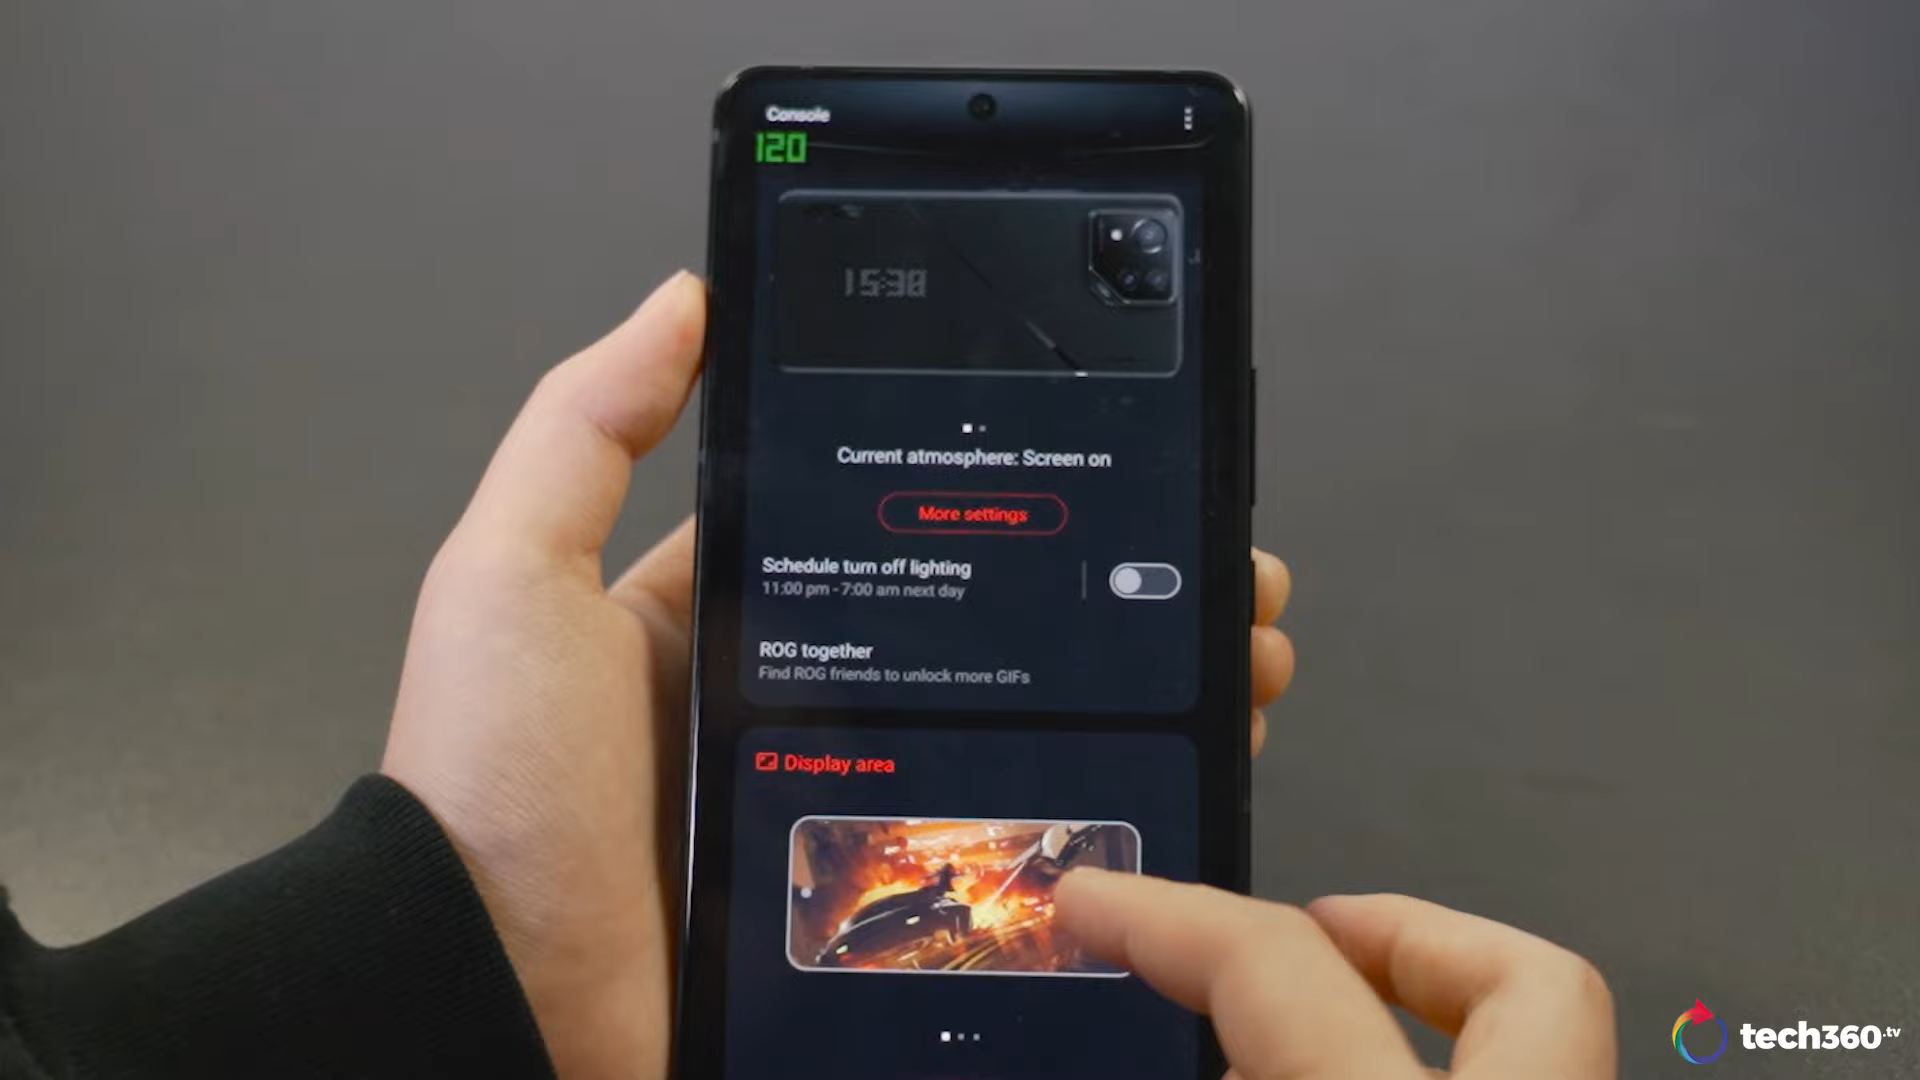 Console
120
15:38
Current atmosphere: Screen on
More settings
Schedule turn off lighting
11:00 pm - 7:00 am next day
ROG together
Find ROG friends to unlock more GIFs
Display area
tech360.tv